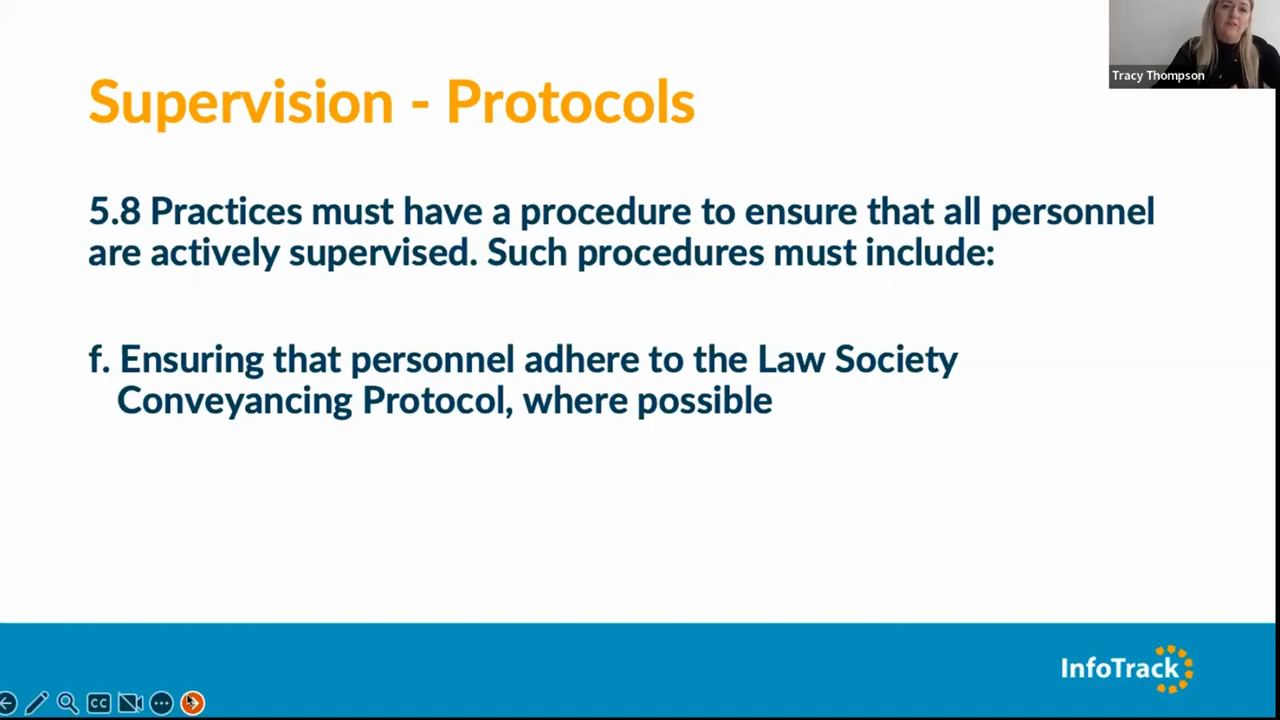 Tracy Thompson
Supervision - Protocols
5.8 Practices must have a procedure to ensure that all personnel
are actively supervised. Such procedures must include:
f. Ensuring that personnel adhere to the Law Society
Conveyancing Protocol, where possible
InfoTrack
CC